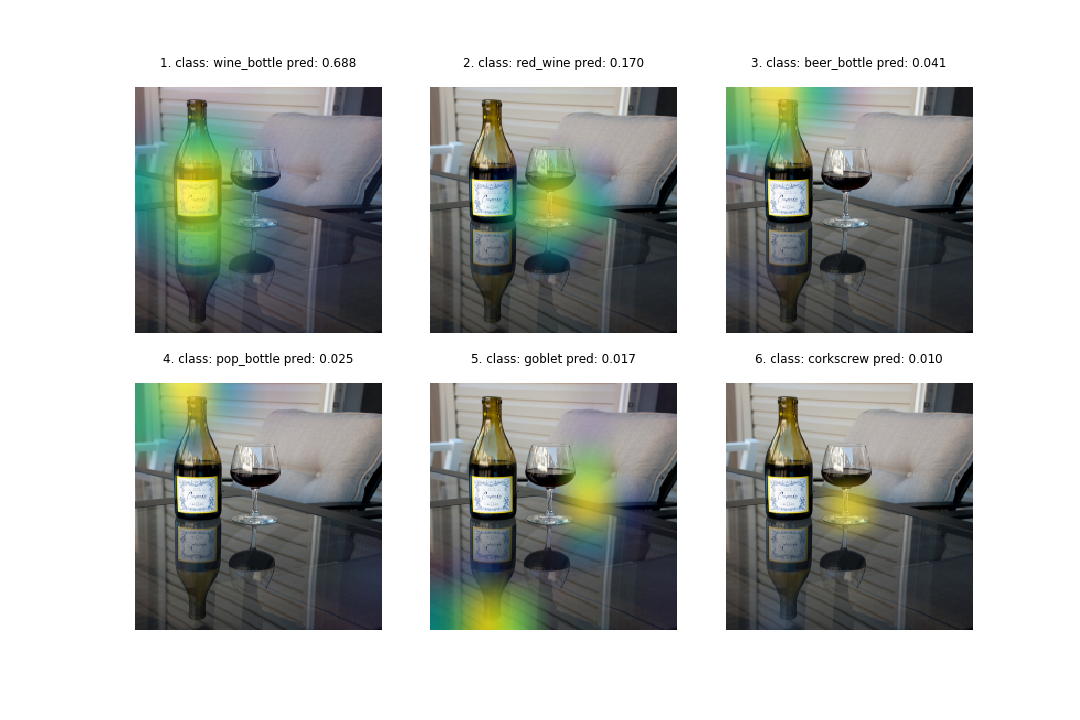 1. class: wine_bottle pred: 0.688
2. class: red_wine pred: 0.170
3. class: beer_bottle pred: 0.041
4. class: pop_bottle pred: 0.025
5. class: goblet pred: 0.017
6. class: corkscrew pred: 0.010